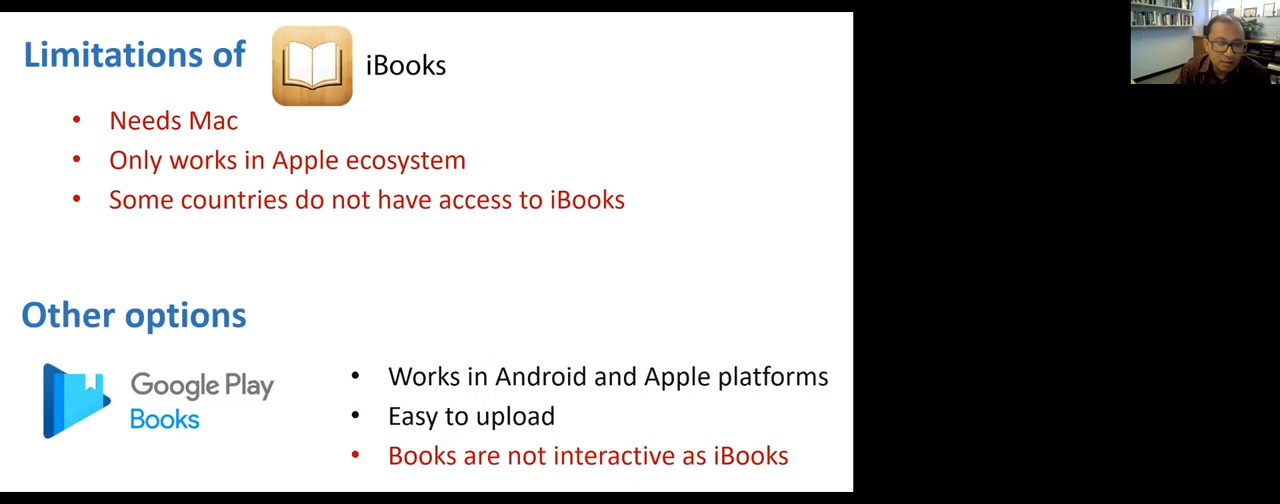 Limitations of
iBooks
• Needs Mac
• Only works in Apple ecosystem
• Some countries do not have access to iBooks
Other options
Google Play
Books
• Works in Android and Apple platforms
• Easy to upload
• Books are not interactive as iBooks